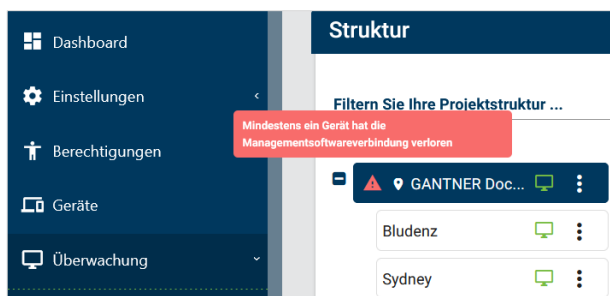 Dashboard
Einstellungen
Berechtigungen
Geräte
Überwachung
Struktur
Filtern Sie Ihre Projektstruktur ...
Mindestens ein Gerät hat die
Managementsoftwareverbindung verloren
GANTNER Doc...
Bludenz
Sydney